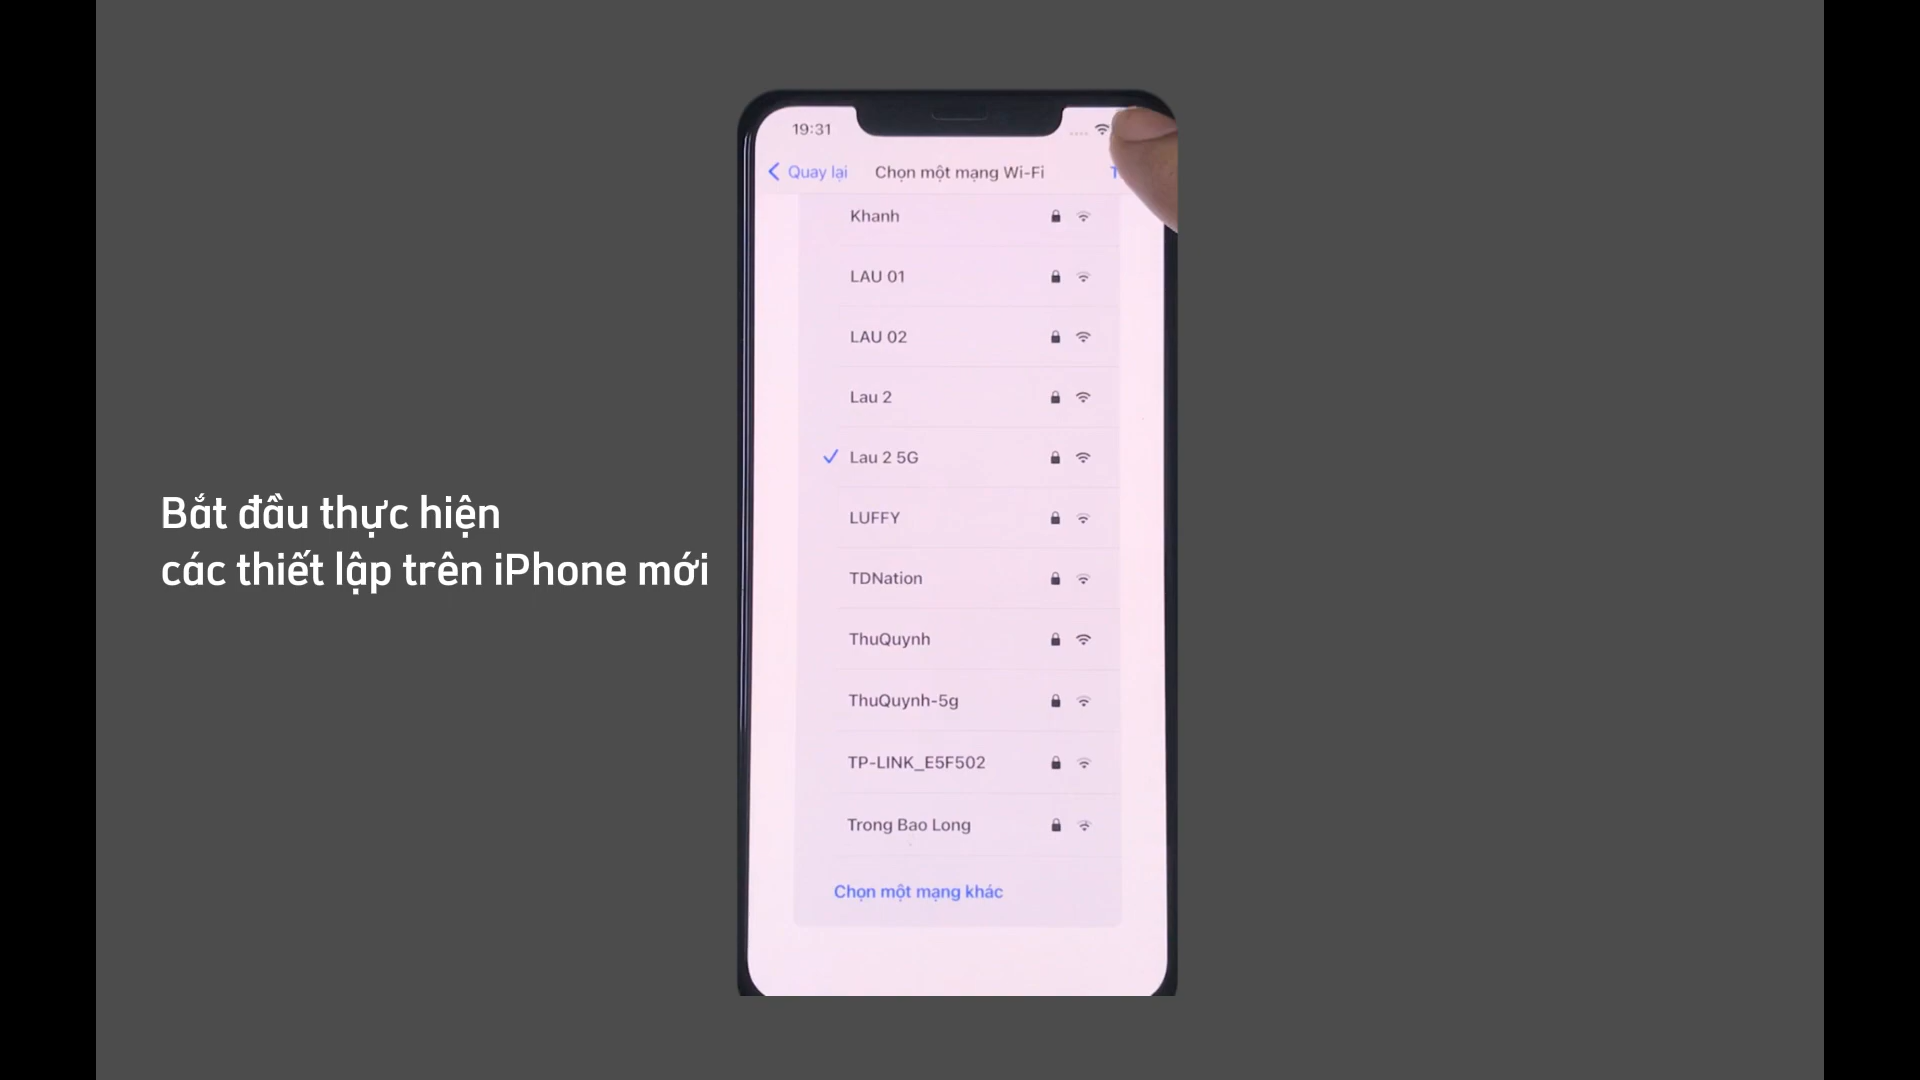 19:31
Quay lại
Chọn một mạng Wi-Fi
Khanh
LAU 01
LAU 02
Lau 2
Lau 2 5G
LUFFY
TDNation
ThuQuynh
ThuQuynh-5g
TP-LINK_E5F502
Trong Bao Long
Chọn một mạng khác
Bắt đầu thực hiện
các thiết lập trên iPhone mới